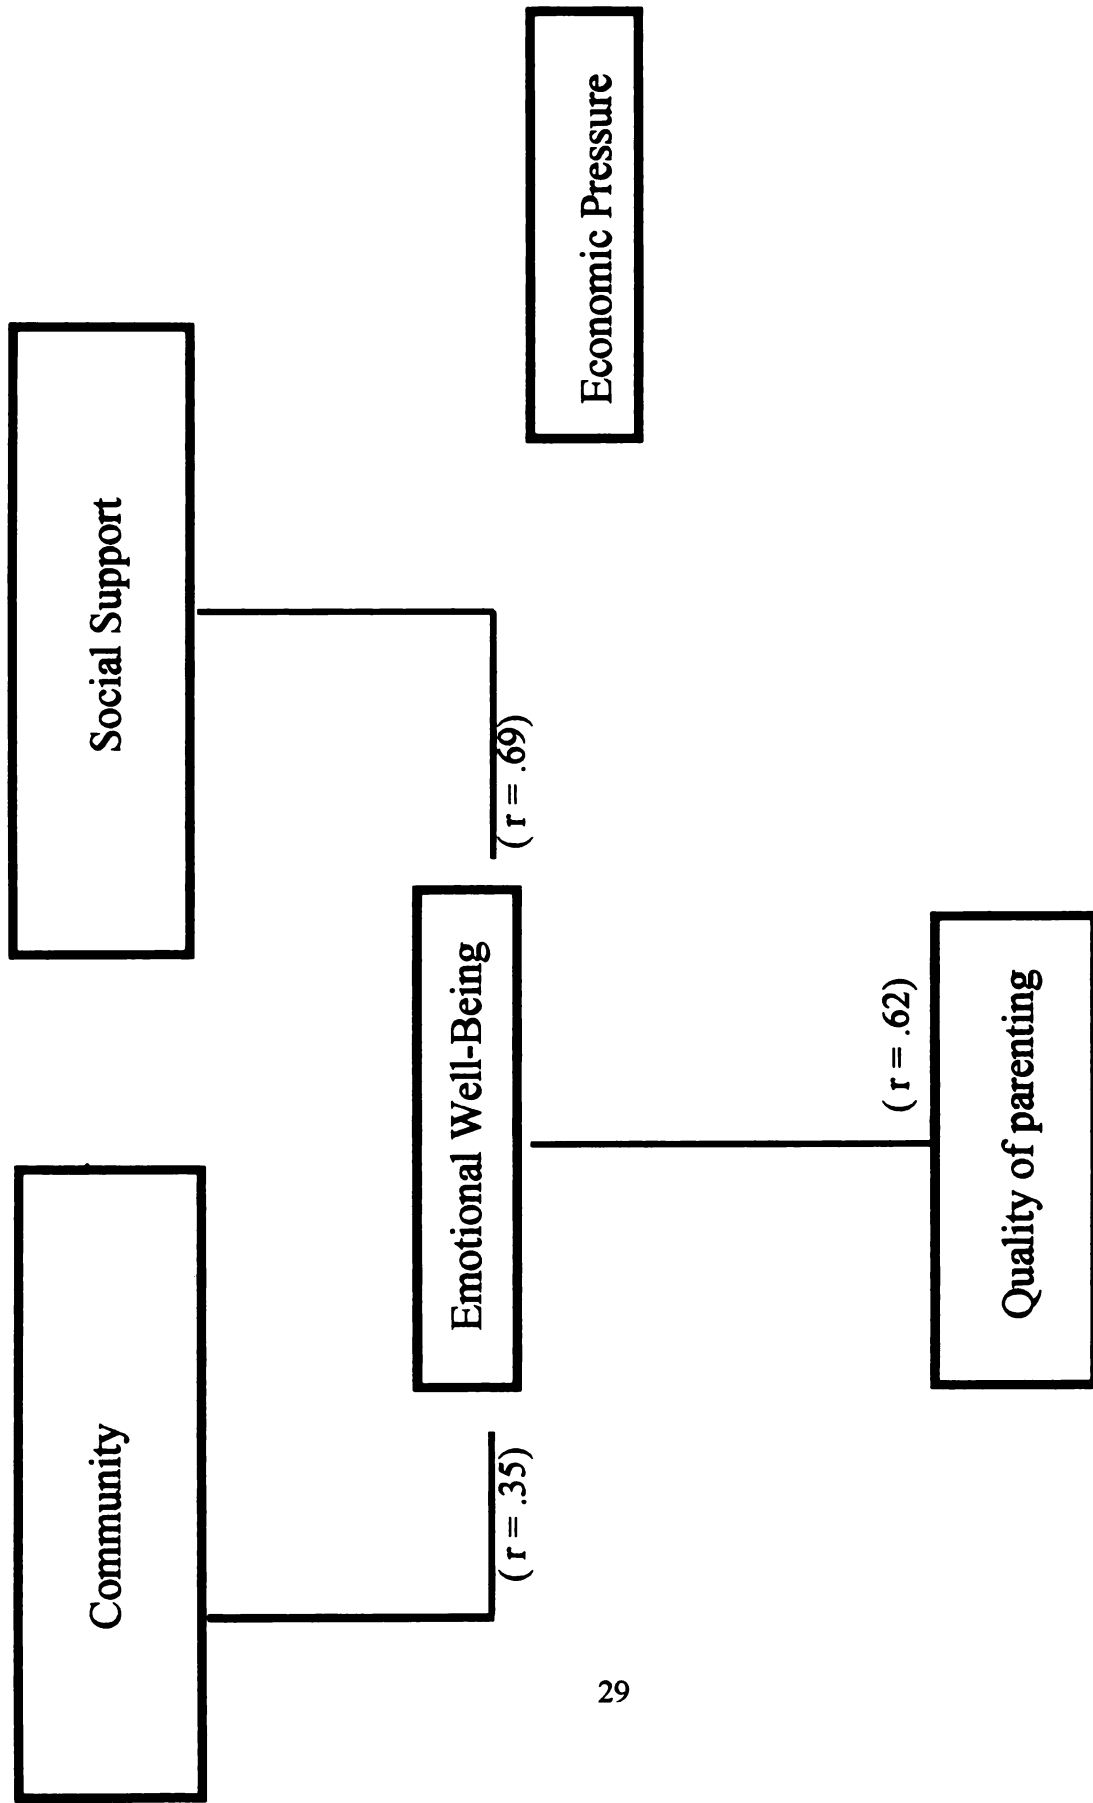 Community
Social Support
( r = .35)
Emotional Well-Being
( r = .69)
Economic Pressure
( r = .62)
Quality of parenting
29